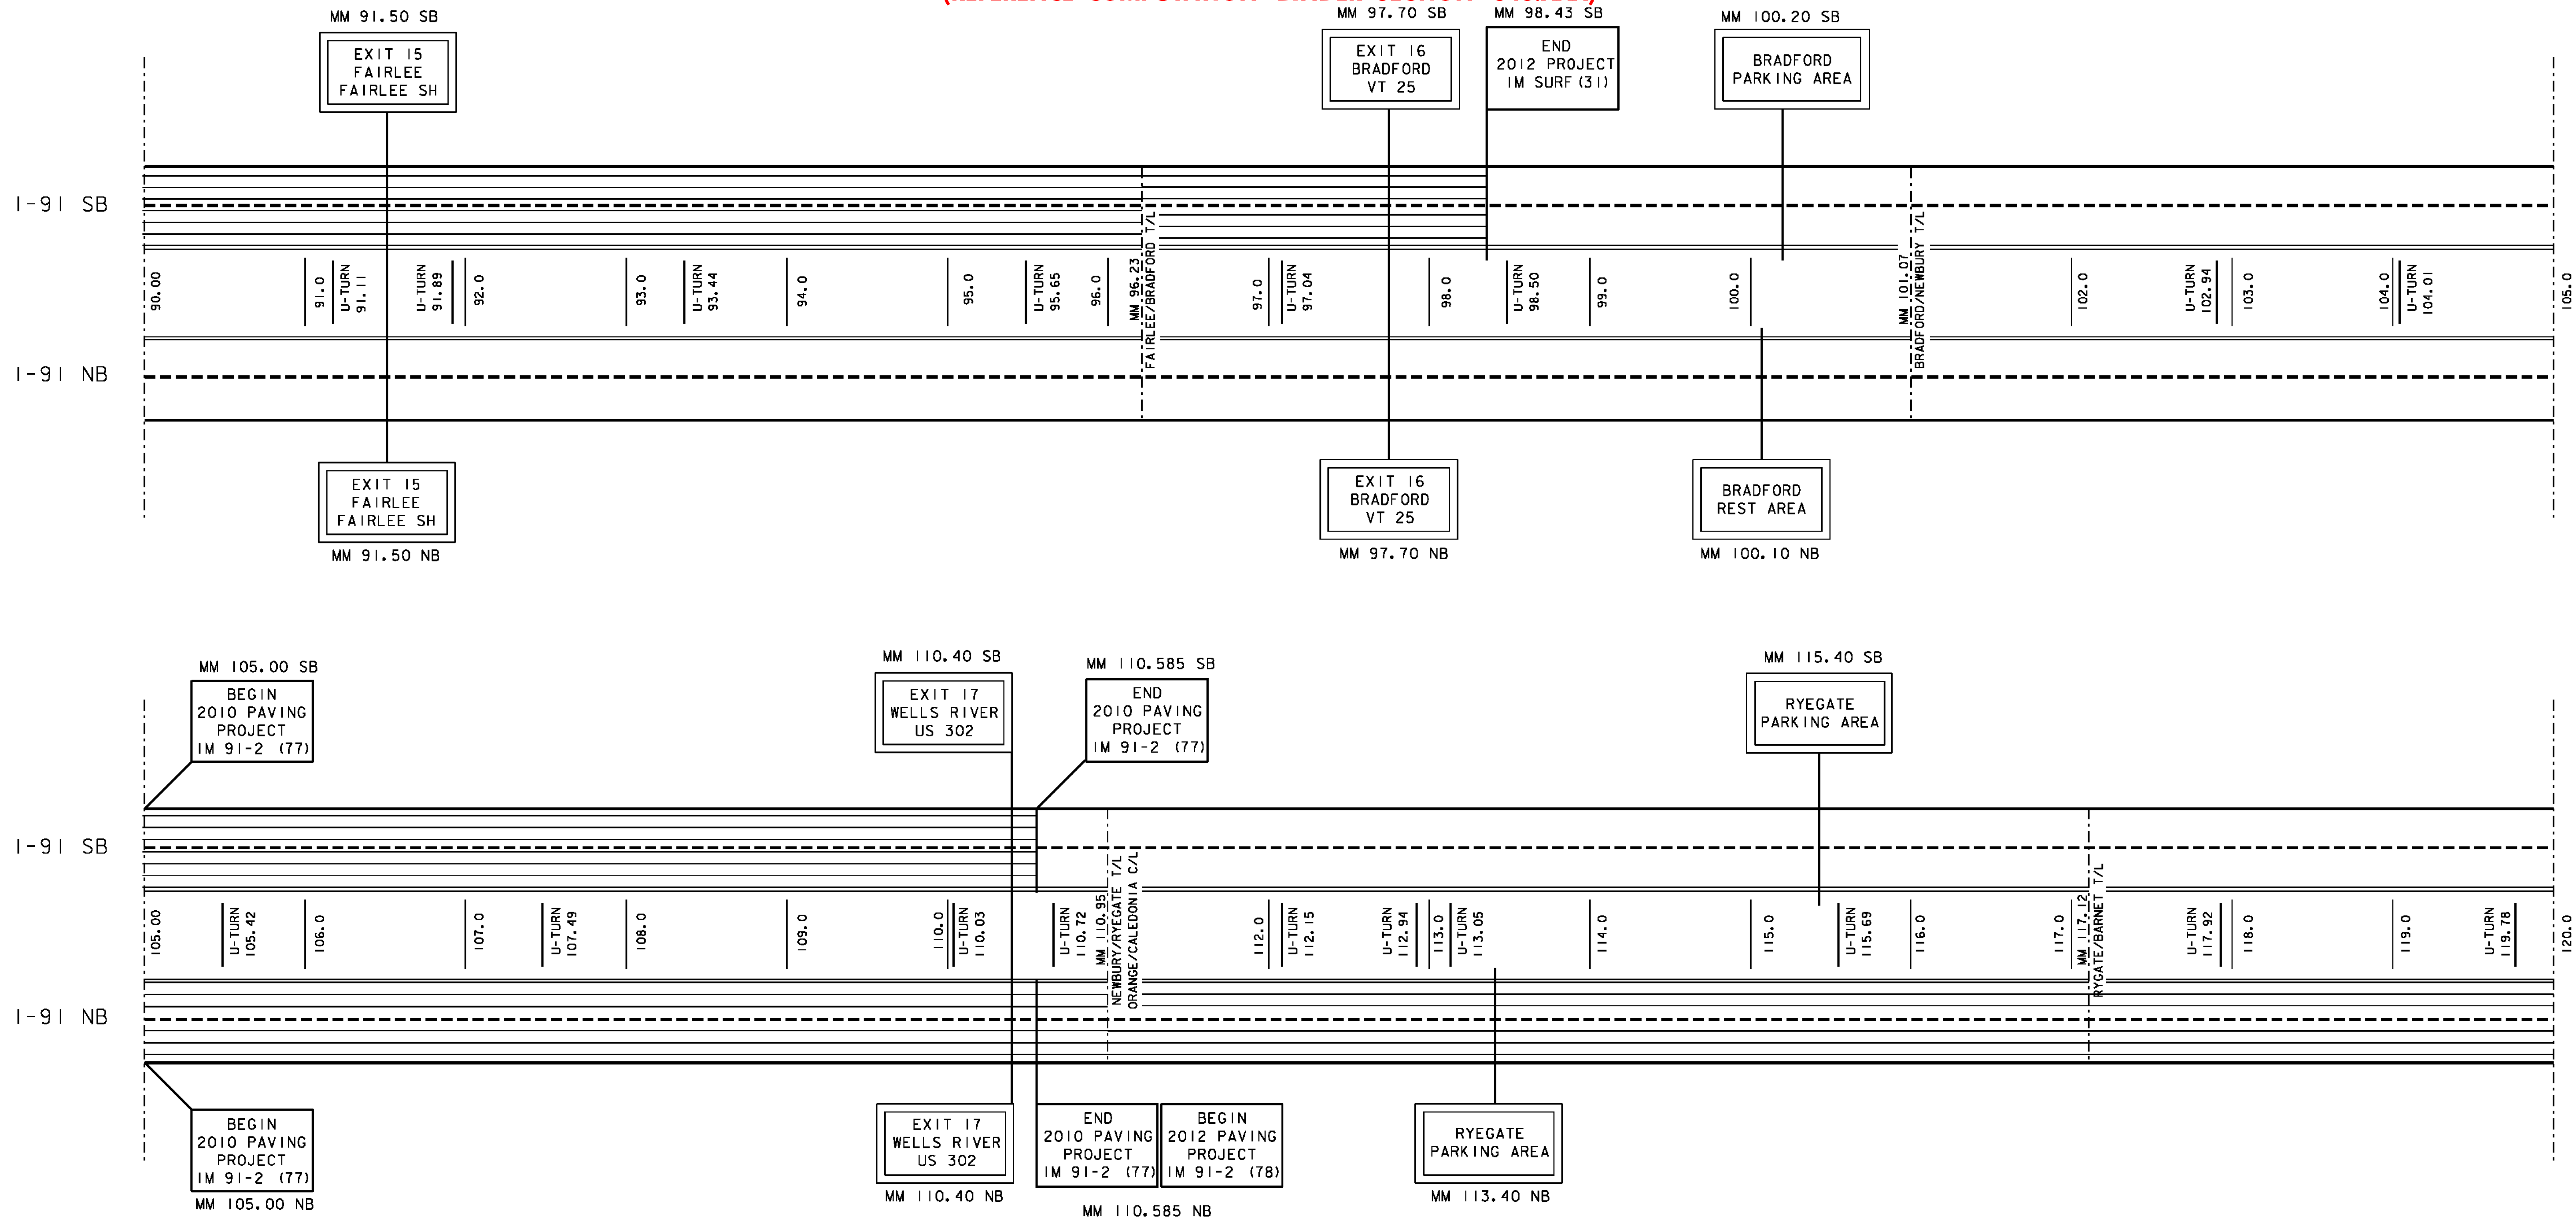 MM 91.50 SB
EXIT 15
FAIRLEE
FAIRLEE SH
MM 97.70 SB
EXIT 16
BRADFORD
VT 25
MM 98.43 SB
END
2012 PROJECT
IM SURF (31)
MM 100.20 SB
BRADFORD
PARKING AREA
I-91 SB
90.00
91.0
U-TURN
91.11
U-TURN
91.89
92.0
93.0
U-TURN
93.44
94.0
95.0
U-TURN
95.65
96.0
MM 96.23
FAIRLEE/BRADFORD T/L
97.0
U-TURN
97.04
98.0
U-TURN
98.50
99.0
100.0
MM 101.07
BRADFORD/NEWBURY T/L
102.0
U-TURN
102.94
103.0
104.0
U-TURN
104.01
105.0
I-91 NB
EXIT 15
FAIRLEE
FAIRLEE SH
MM 91.50 NB
EXIT 16
BRADFORD
VT 25
MM 97.70 NB
BRADFORD
REST AREA
MM 100.10 NB
MM 105.00 SB
BEGIN
2010 PAVING
PROJECT
IM 91-2 (77)
MM 110.40 SB
EXIT 17
WELLS RIVER
US 302
MM 110.585 SB
END
2010 PAVING
PROJECT
IM 91-2 (77)
MM 115.40 SB
RYEGATE
PARKING AREA
I-91 SB
105.00
U-TURN
105.42
106.0
107.0
U-TURN
107.49
108.0
109.0
110.0
U-TURN
110.03
U-TURN
110.72
MM 110.95
NEWBURY/RYEGATE T/L
ORANGE/CALEDONIA C/L
112.0
U-TURN
112.15
U-TURN
112.94
113.0
U-TURN
113.05
114.0
115.0
U-TURN
115.69
116.0
117.0
MM 117.12
RYGATE/BARNET T/L
U-TURN
117.92
118.0
119.0
U-TURN
119.78
120.0
I-91 NB
BEGIN
2010 PAVING
PROJECT
IM 91-2 (77)
MM 105.00 NB
EXIT 17
WELLS RIVER
US 302
MM 110.40 NB
END
2010 PAVING
PROJECT
IM 91-2 (77)
BEGIN
2012 PAVING
PROJECT
IM 91-2 (78)
MM 110.585 NB
RYEGATE
PARKING AREA
MM 113.40 NB